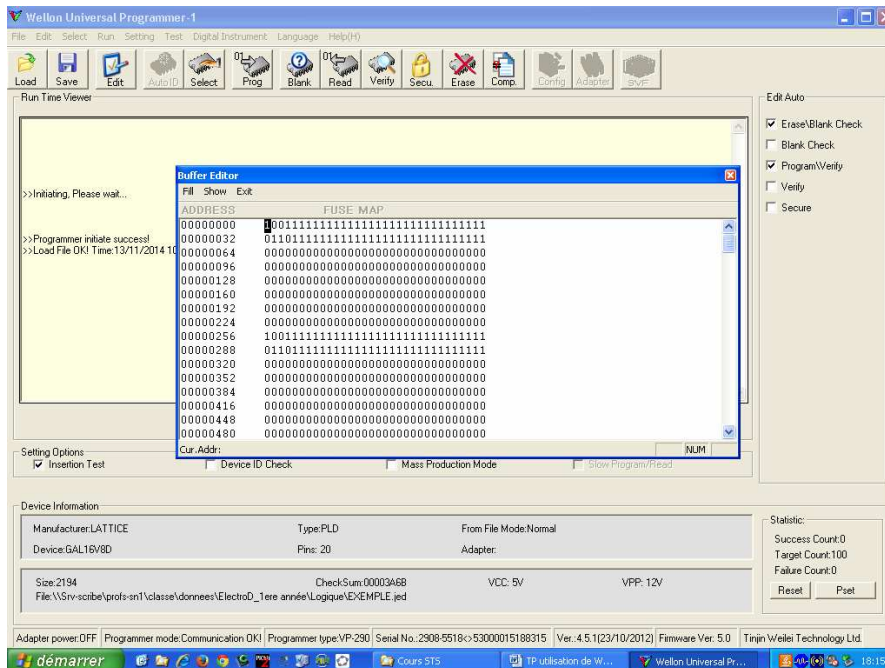 Wellon Universal Programmer-1
File Edit Select Run Setting Test Digital Instrument Language Help(H)
Load Save Edit AutoID Select Prog Blank Read Verify Secu. Erase Comp. Config Adapter SVF
Run Time Viewer
>>Initiating, Please wait...
>>Programmer initiate success!
>>Load File OK! Time:13/11/2014 10
Buffer Editor
Fill Show Exit
ADDRESS FUSE MAP
00000000 10011111111111111111111111111111
00000032 01101111111111111111111111111111
00000064 00000000000000000000000000000000
00000096 00000000000000000000000000000000
00000128 00000000000000000000000000000000
00000160 00000000000000000000000000000000
00000192 00000000000000000000000000000000
00000224 00000000000000000000000000000000
00000256 10011111111111111111111111111111
00000288 01101111111111111111111111111111
00000320 00000000000000000000000000000000
00000352 00000000000000000000000000000000
00000384 00000000000000000000000000000000
00000416 00000000000000000000000000000000
00000448 00000000000000000000000000000000
00000480 00000000000000000000000000000000
Cur.Addr: NUM
Edit Auto
Erase\Blank Check
Blank Check
Program\Verify
Verify
Secure
Setting Options
Insertion Test Device ID Check Mass Production Mode Slow Program/Read
Device Information
Manufacturer:LATTICE Type:PLD From File Mode:Normal
Device:GAL16V8D Pins: 20 Adapter:
Size:2194 CheckSum:00003A6B VCC: 5V VPP: 12V
File:\\Srv-scribe\profs-sn1\classe\donnees\ElectroD_1ere année\Logique\EXEMPLE.jed
Statistic:
Success Count:0
Target Count:100
Failure Count:0
Reset Pset
Adapter power:OFF Programmer mode:Communication OK! Programmer type:VP-290 Serial No.:2908-5518<>53000015188315 Ver.:4.5.1(23/10/2012) Firmware Ver: 5.0 Tinjin Weilei Technology Ltd.
démarrer Cours STS TP utilisation de W... Wellon Universal Pr... 18:15